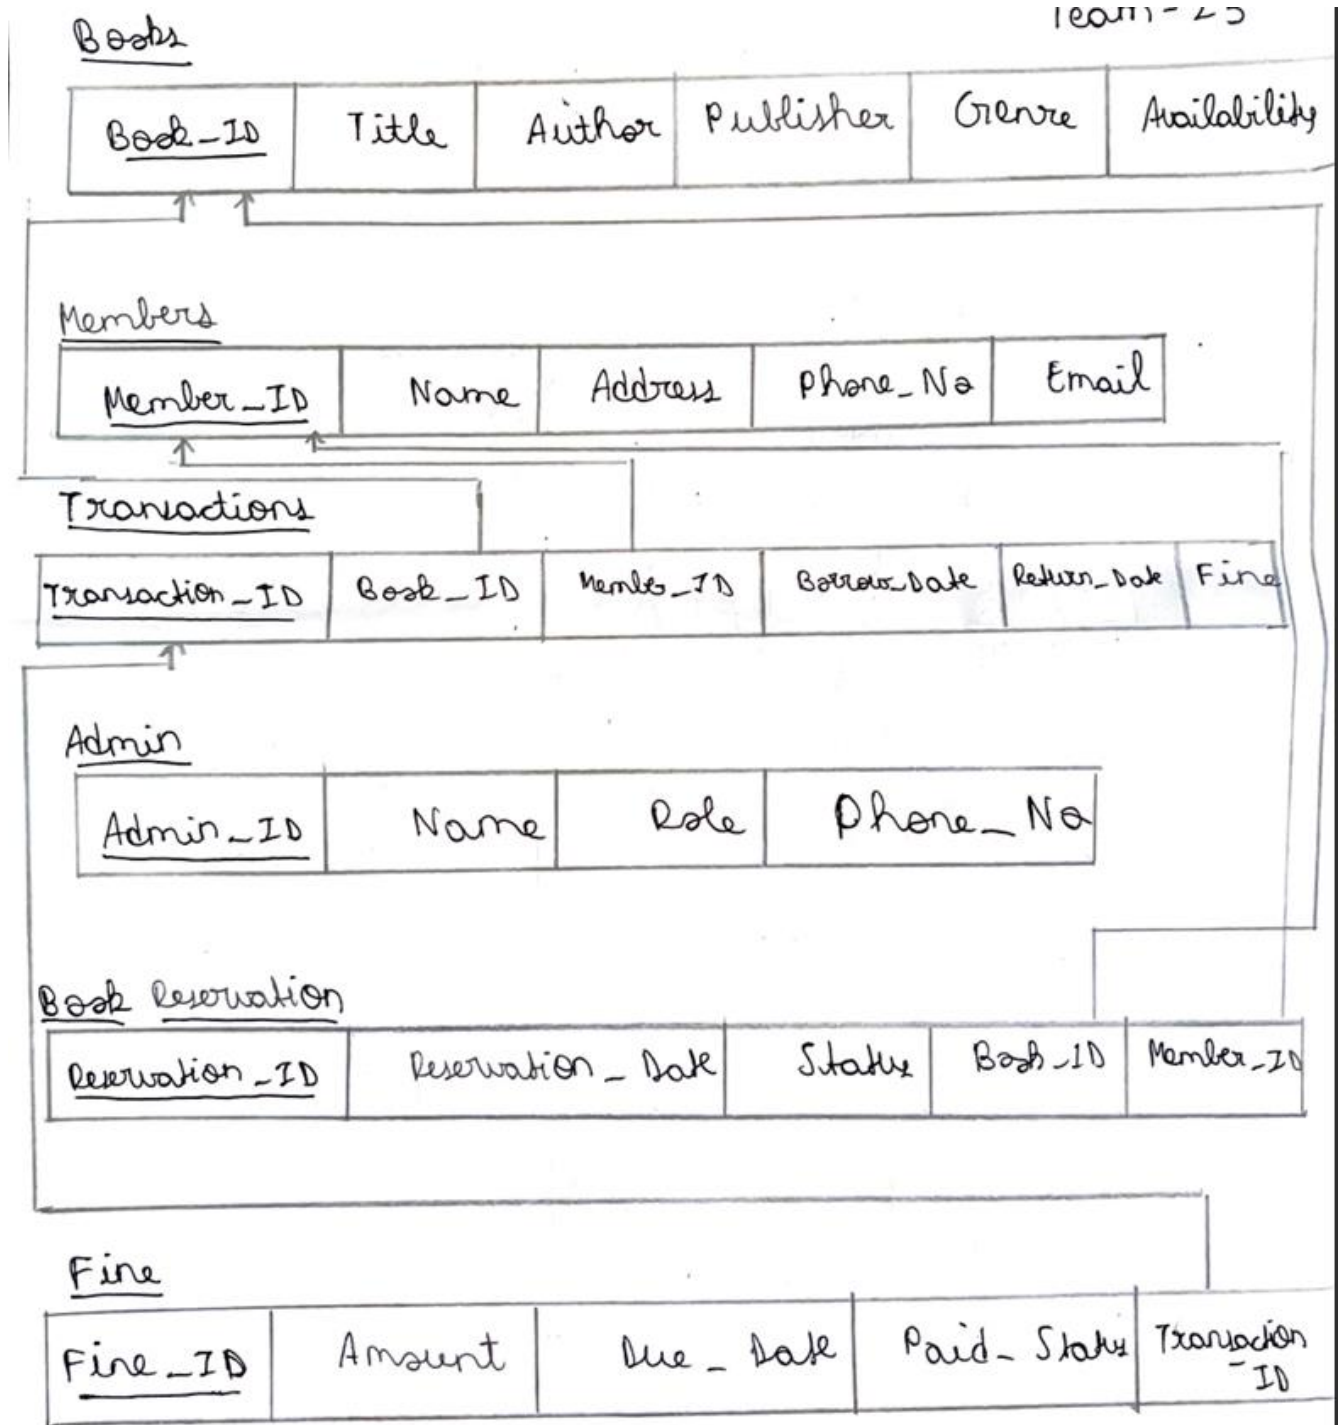 Team-25
Books
Book_ID Title Author Publisher Genre Availability
Members
Member_ID Name Address Phone_No Email
Transactions
Transaction_ID Book_ID Member_ID Borrow_Date Return_Date Fine
Admin
Admin_ID Name Role Phone_No
Book Reservation
Reservation_ID Reservation_Date Status Book_ID Member_ID
Fine
Fine_ID Amount Due_Date Paid_Status Transaction
_ID